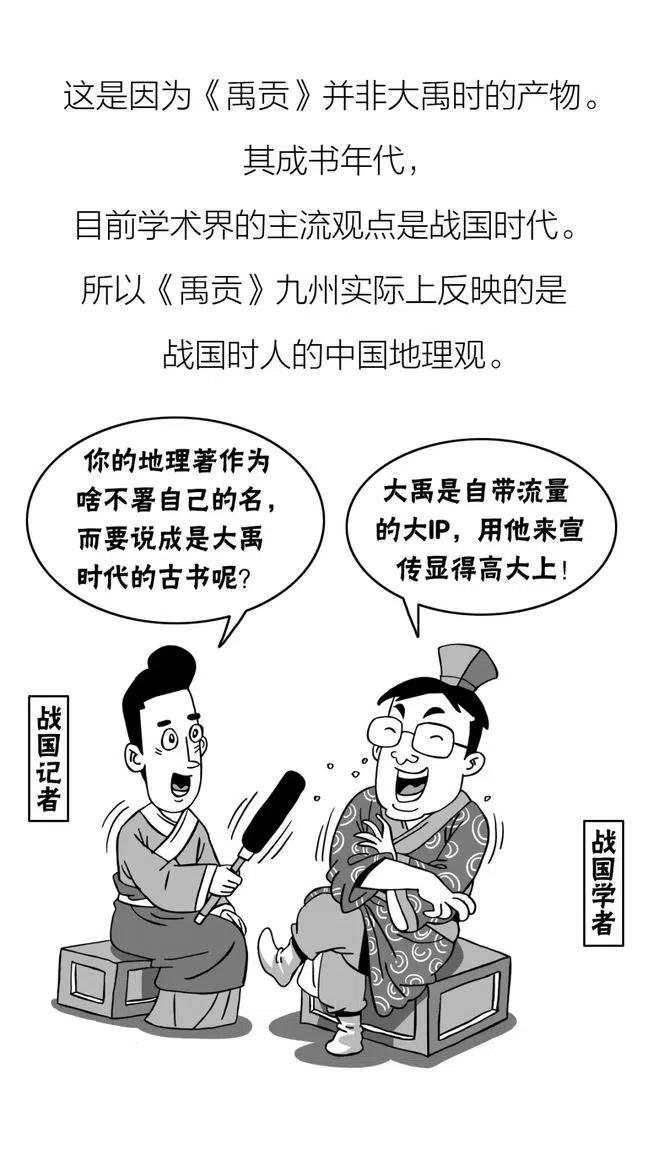 这是因为《禹贡》并非大禹时的产物。
其成书年代，
目前学术界的主流观点是战国时代。
所以《禹贡》九州实际上反映的是
战国时人的中国地理观。
你的地理著作为
啥不署自己的名，
而要说成是大禹
时代的古书呢？
大禹是自带流量
的大IP，用他来宣
传显得高大上！
战国记者
战国学者